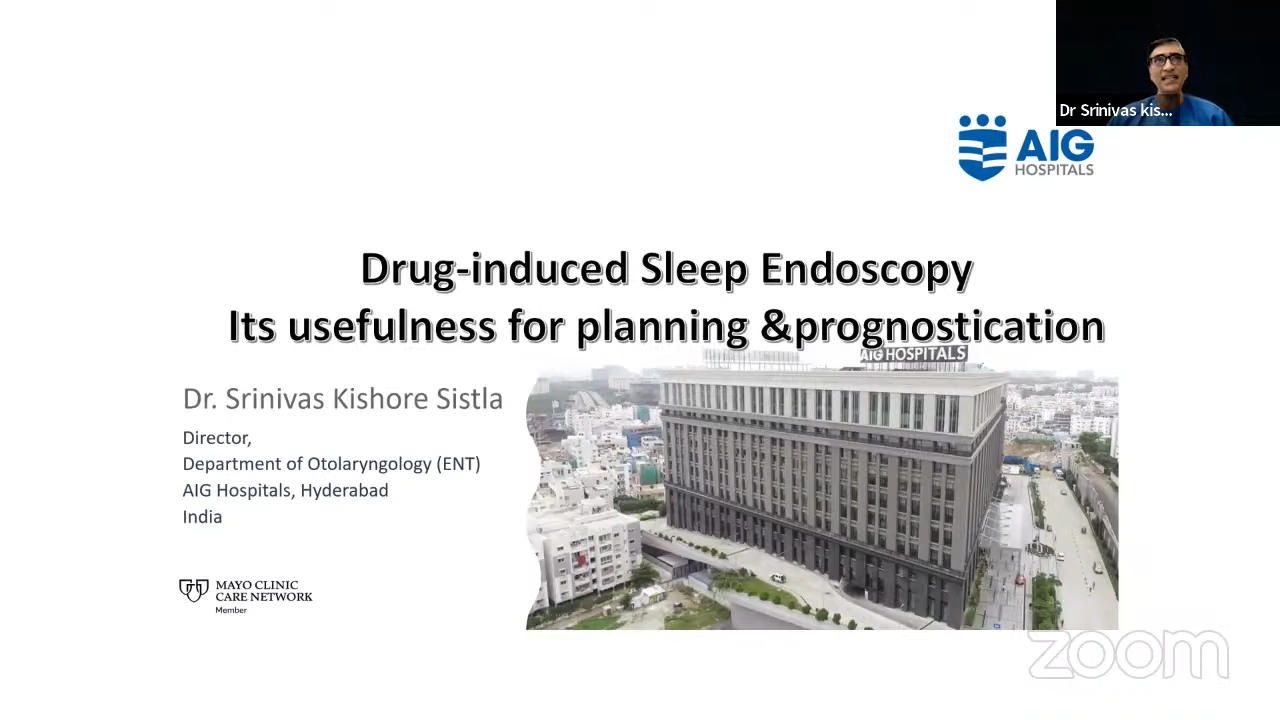 Dr Srinivas kis...
AIG
HOSPITALS
Drug-induced Sleep Endoscopy
Its usefulness for planning &prognostication
AIG HOSPITALS
Dr. Srinivas Kishore Sistla
Director,
Department of Otolaryngology (ENT)
AIG Hospitals, Hyderabad
India
MAYO CLINIC
CARE NETWORK
Member
zoom